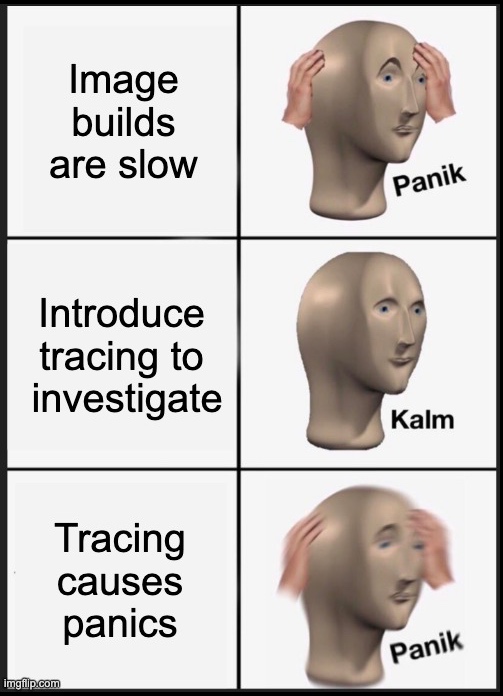 Image
builds
are slow
Panik
Introduce
tracing to
investigate
Kalm
Tracing
causes
panics
Panik
imgflip.com